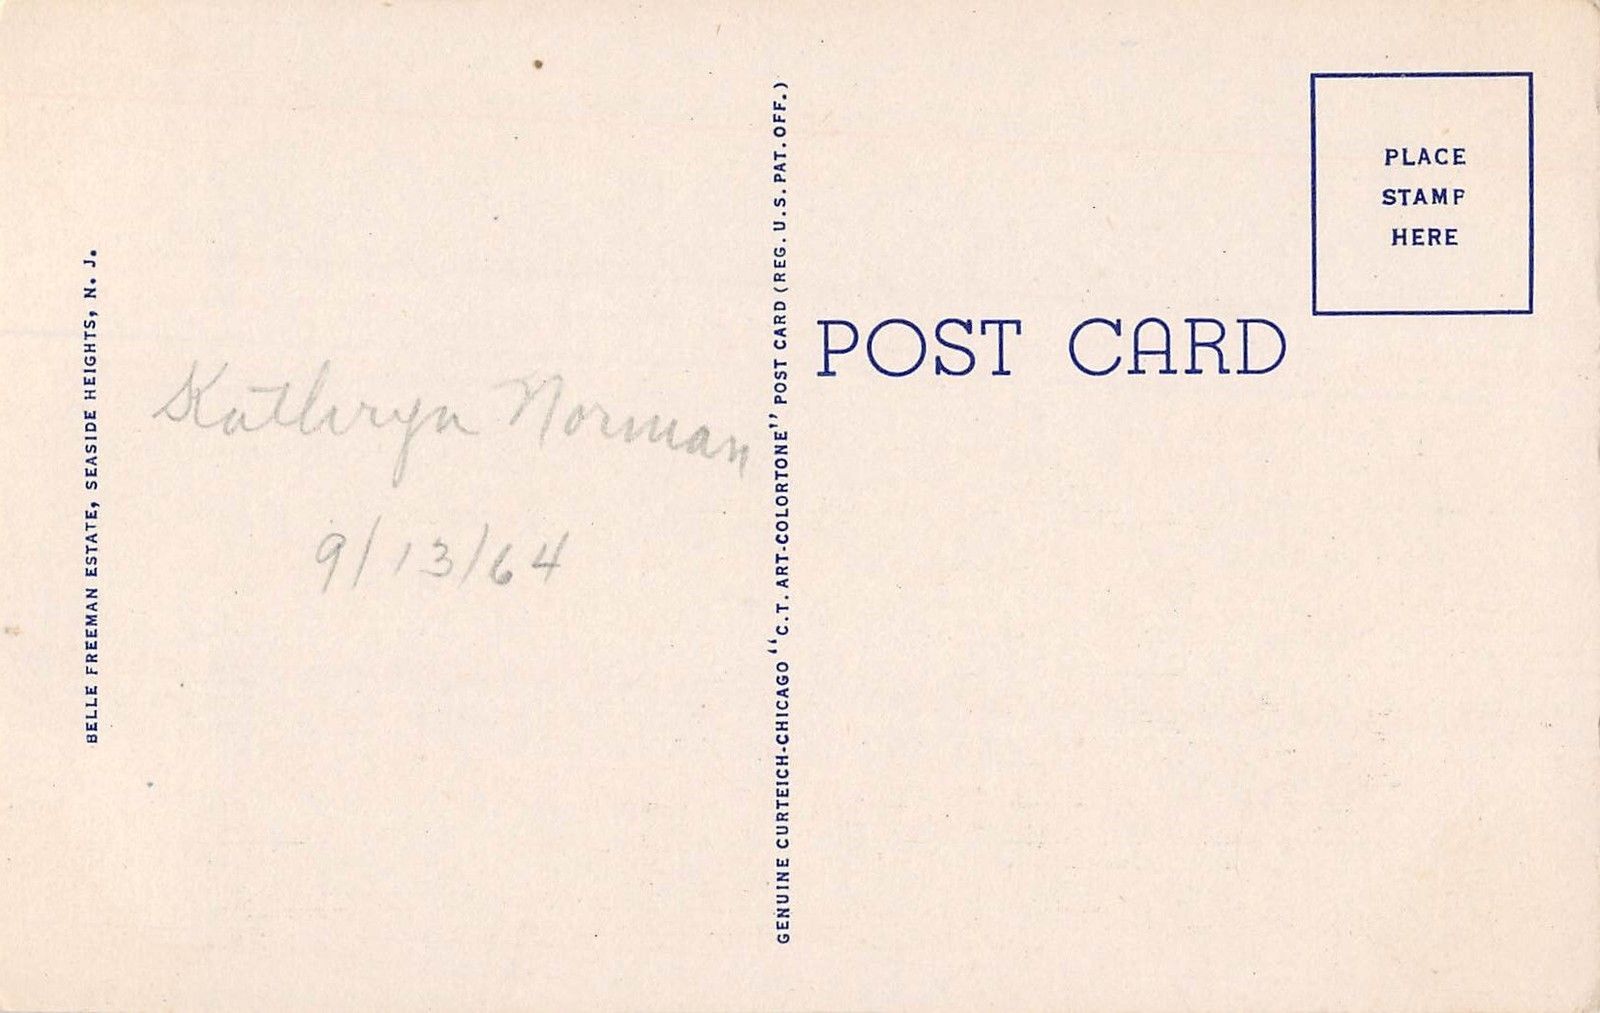 BELLE FREEMAN ESTATE, SEASIDE HEIGHTS, N. J.
Kathryn Norman
9/13/64
GENUINE CURTEICH-CHICAGO "C.T. ART-COLORTONE" POST CARD (REG. U.S. PAT. OFF.)
POST CARD
PLACE
STAMP
HERE